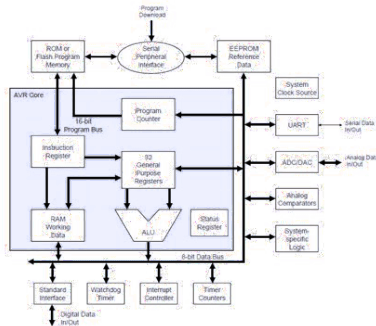 Program
Download
ROM or
Flash Program
Memory
Serial
Peripheral
Interface
EEPROM
Reference
Data
System
Clock Source
AVR Core
16-bit
Program Bus
Program
Counter
UART
Serial Data
In/Out
Instruction
Register
32
General
Purpose
Registers
ADC/DAC
Analog Data
In/Out
Analog
Comparators
RAM
Working
Data
ALU
Status
Register
System-
specific
Logic
8-bit Data Bus
Standard
Interface
Watchdog
Timer
Interrupt
Controller
Timer
Counters
Digital Data
In/Out